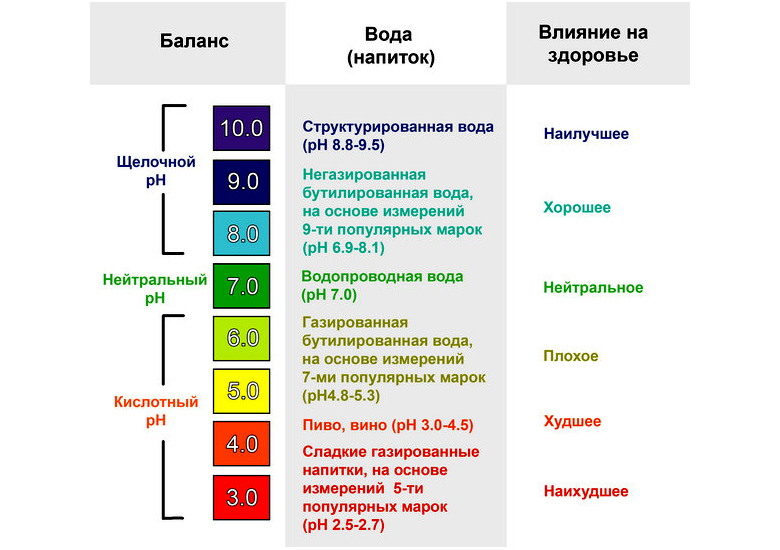 Баланс
Вода
(напиток)
Влияние на
здоровье
Щелочной
pH
Нейтральный
pH
Кислотный
pH
10.0
9.0
8.0
7.0
6.0
5.0
4.0
3.0
Структурированная вода
(pH 8.8-9.5)
Негазированная
бутилированная вода,
на основе измерений
9-ти популярных марок
(pH 6.9-8.1)
Водопроводная вода
(pH 7.0)
Газированная
бутилированная вода,
на основе измерений
7-ми популярных марок
(pH4.8-5.3)
Пиво, вино (pH 3.0-4.5)
Сладкие газированные
напитки, на основе
измерений 5-ти
популярных марок
(pH 2.5-2.7)
Наилучшее
Хорошее
Нейтральное
Плохое
Худшее
Наихудшее